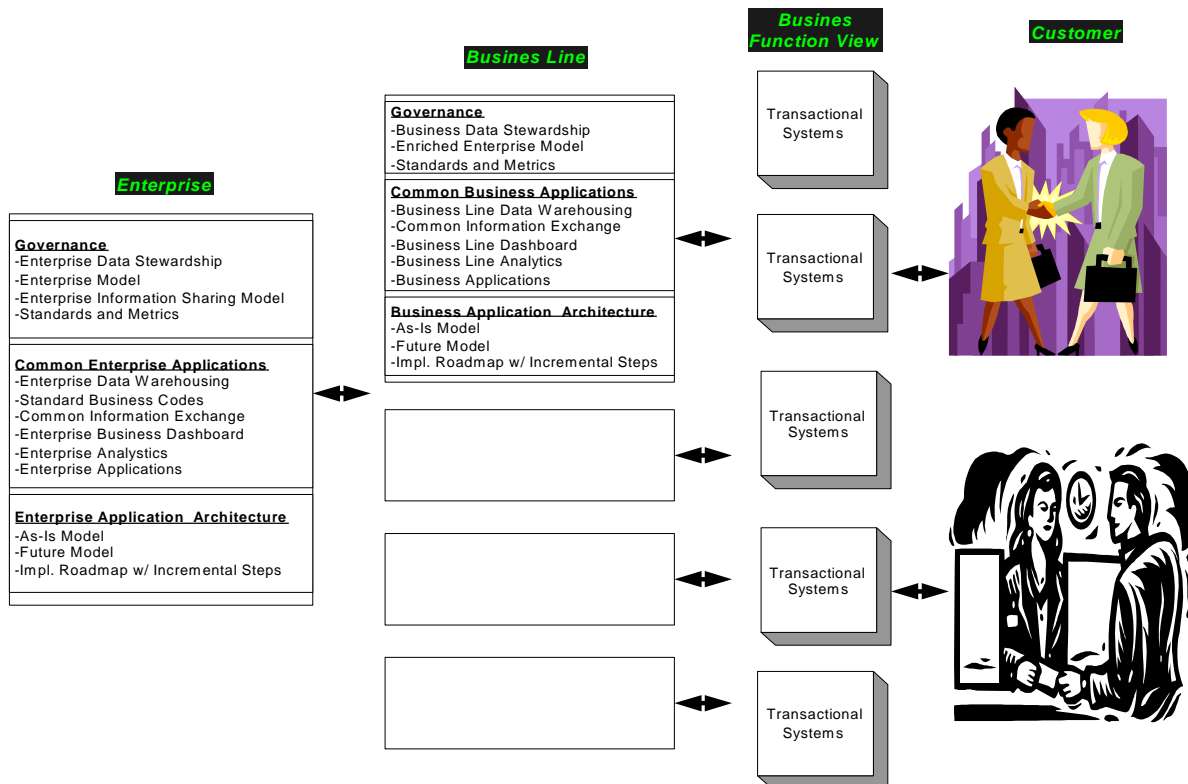 Enterprise
Governance
-Enterprise Data Stewardship
-Enterprise Model
-Enterprise Information Sharing Model
-Standards and Metrics
Common Enterprise Applications
-Enterprise Data Warehousing
-Standard Business Codes
-Common Information Exchange
-Enterprise Business Dashboard
-Enterprise Analystics
-Enterprise Applications
Enterprise Application Architecture
-As-Is Model
-Future Model
-Impl. Roadmap w/ Incremental Steps
Busines Line
Governance
-Business Data Stewardship
-Enriched Enterprise Model
-Standards and Metrics
Common Business Applications
-Business Line Data Warehousing
-Common Information Exchange
-Business Line Dashboard
-Business Line Analytics
-Business Applications
Business Application Architecture
-As-Is Model
-Future Model
-Impl. Roadmap w/ Incremental Steps
Busines
Function View
Transactional
Systems
Transactional
Systems
Transactional
Systems
Transactional
Systems
Transactional
Systems
Customer